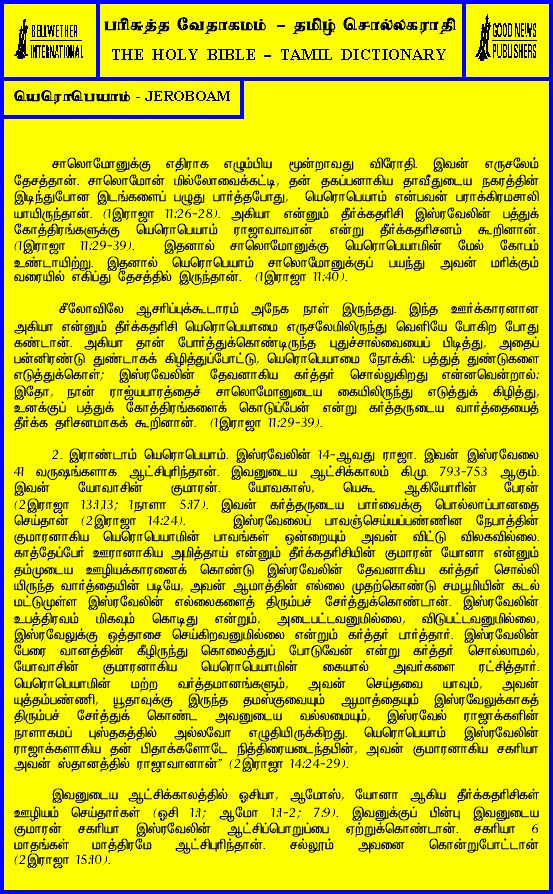 BELLWETHER
INTERNATIONAL
பரிசுத்த வேதாகமம் - தமிழ் சொல்லகராதி
THE HOLY BIBLE - TAMIL DICTIONARY
GOOD NEWS
PUBLISHERS
யெரொபெயாம் - JEROBOAM
சாலொமோனுக்கு எதிராக எழும்பிய மூன்றாவது விரோதி. இவன் எருசலேம்
தேசத்தான். சாலொமோன் மில்லோவைக்கட்டி, தன் தகப்பனாகிய தாவீதுடைய நகரத்தின்
இடிந்துபோன இடங்களைப் பழுது பார்த்தபோது, யெரொபெயாம் என்பவன் பராக்கிரமசாலி
யாயிருந்தான். (1இராஜா 11:26-28). அகியா என்னும் தீர்க்கதரிசி இஸ்ரவேலின் பத்துக்
கோத்திரங்களுக்கு யெரொபெயாம் ராஜாவாவான் என்று தீர்க்கதரிசனம் கூறினான்.
(1இராஜா 11:29-39). இதனால் சாலொமோனுக்கு யெரொபெயாமின் மேல் கோபம்
உண்டாயிற்று. இதனால் யெரொபெயாம் சாலொமோனுக்குப் பயந்து அவன் மரிக்கும்
வரையில் எகிப்து தேசத்தில் இருந்தான். (1இராஜா 11:40).
சீலோவிலே ஆசரிப்புக்கூடாரம் அநேக நாள் இருந்தது. இந்த ஊர்க்காரனான
அகியா என்னும் தீர்க்கதரிசி யெரொபெயாமை எருசலேமிலிருந்து வெளியே போகிற போது
கண்டான். அகியா தான் போர்த்துக்கொண்டிருந்த புதுச்சால்வையைப் பிடித்து, அதைப்
பன்னிரண்டு துண்டாகக் கிழித்துப்போட்டு, யெரொபெயாமை நோக்கி: பத்துத் துண்டுகளை
எடுத்துக்கொள்; இஸ்ரவேலின் தேவனாகிய கர்த்தர் சொல்லுகிறது என்னவென்றால்:
இதோ, நான் ராஜ்யபாரத்தைச் சாலொமோனுடைய கையிலிருந்து எடுத்துக் கிழித்து,
உனக்குப் பத்துக் கோத்திரங்களைக் கொடுப்பேன் என்று கர்த்தருடைய வார்த்தையைத்
தீர்க்க தரிசனமாகக் கூறினான். (1இராஜா 11:29-39).
2. இராண்டாம் யெரொபெயாம். இஸ்ரவேலின் 14-ஆவது ராஜா. இவன் இஸ்ரவேலை
41 வருஷங்களாக ஆட்சிபுரிந்தான். இவனுடைய ஆட்சிக்காலம் கி.மு. 793-753 ஆகும்.
இவன் யோவாசின் குமாரன். யோவகாஸ், யெகூ ஆகியோரின் பேரன்
(2இராஜா 13:1,13; 1நாளா 5:17). இவன் கர்த்தருடைய பார்வைக்கு பொல்லாப்பானதை
செய்தான் (2இராஜா 14:24). இஸ்ரவேலைப் பாவஞ்செய்யப்பண்ணின நேபாத்தின்
குமாரனாகிய யெரொபெயாமின் பாவங்கள் ஒன்றையும் அவன் விட்டு விலகவில்லை.
காத்தேப்பேர் ஊரானாகிய அமித்தாய் என்னும் தீர்க்கதரிசியின் குமாரன் யோனா என்னும்
தம்முடைய ஊழியக்காரனைக் கொண்டு இஸ்ரவேலின் தேவனாகிய கர்த்தர் சொல்லி
யிருந்த வார்த்தையின் படியே, அவன் ஆமாத்தின் எல்லை முதற்கொண்டு சமபூமியின் கடல்
மட்டுமுள்ள இஸ்ரவேலின் எல்லைகளைத் திரும்பச் சேர்த்துக்கொண்டான். இஸ்ரவேலின்
உபத்திரவம் மிகவும் கொடிது என்றும், அடைபட்டவனுமில்லை, விடுபட்டவனுமில்லை,
இஸ்ரவேலுக்கு ஒத்தாசை செய்கிறவனுமில்லை என்றும் கர்த்தர் பார்த்தார். இஸ்ரவேலின்
பேரை வானத்தின் கீழிருந்து கொலைத்துப் போடுவேன் என்று கர்த்தர் சொல்லாமல்,
யோவாசின் குமாரனாகிய யெரொபெயாமின் கையால் அவர்களை ரட்சித்தார்.
யெரொபெயாமின் மற்ற வர்த்தமானங்களும், அவன் செய்தவை யாவும், அவன்
யுத்தம்பண்ணி, யூதாவுக்கு இருந்த தமஸ்குவையும் ஆமாத்தையும் இஸ்ரவேலுக்காகத்
திரும்பச் சேர்த்துக் கொண்ட அவனுடைய வல்லமையும், இஸ்ரவேல் ராஜாக்களின்
நாளாகமப் புஸ்தகத்தில் அல்லவோ எழுதியிருக்கிறது. யெரொபெயாம் இஸ்ரவேலின்
ராஜாக்களாகிய தன் பிதாக்களோடே நித்திரையடைந்தபின், அவன் குமாரனாகிய சகரியா
அவன் ஸ்தானத்தில் ராஜாவானான்" (2இராஜா 14:24-29).
இவனுடைய ஆட்சிக்காலத்தில் ஓசியா, ஆமோஸ், யோனா ஆகிய தீர்க்கதரிசிகள்
ஊழியம் செய்தார்கள் (ஓசி 1:1; ஆமோ 1:1-2; 7:9). இவனுக்குப் பின்பு இவனுடைய
குமாரன் சகரியா இஸ்ரவேலின் ஆட்சிப்பொறுப்பை ஏற்றுக்கொண்டான். சகரியா 6
மாதங்கள் மாத்திரமே ஆட்சிபுரிந்தான். சல்லூம் அவனை கொன்றுபோட்டான்
(2இராஜா 15:10).